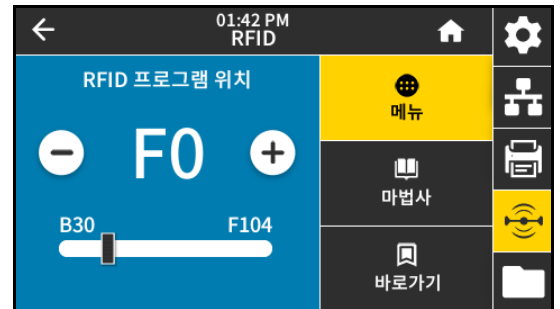 01:42 PM
RFID
RFID 프로그램 위치
F0
B30 F104
메뉴
마법사
바로가기